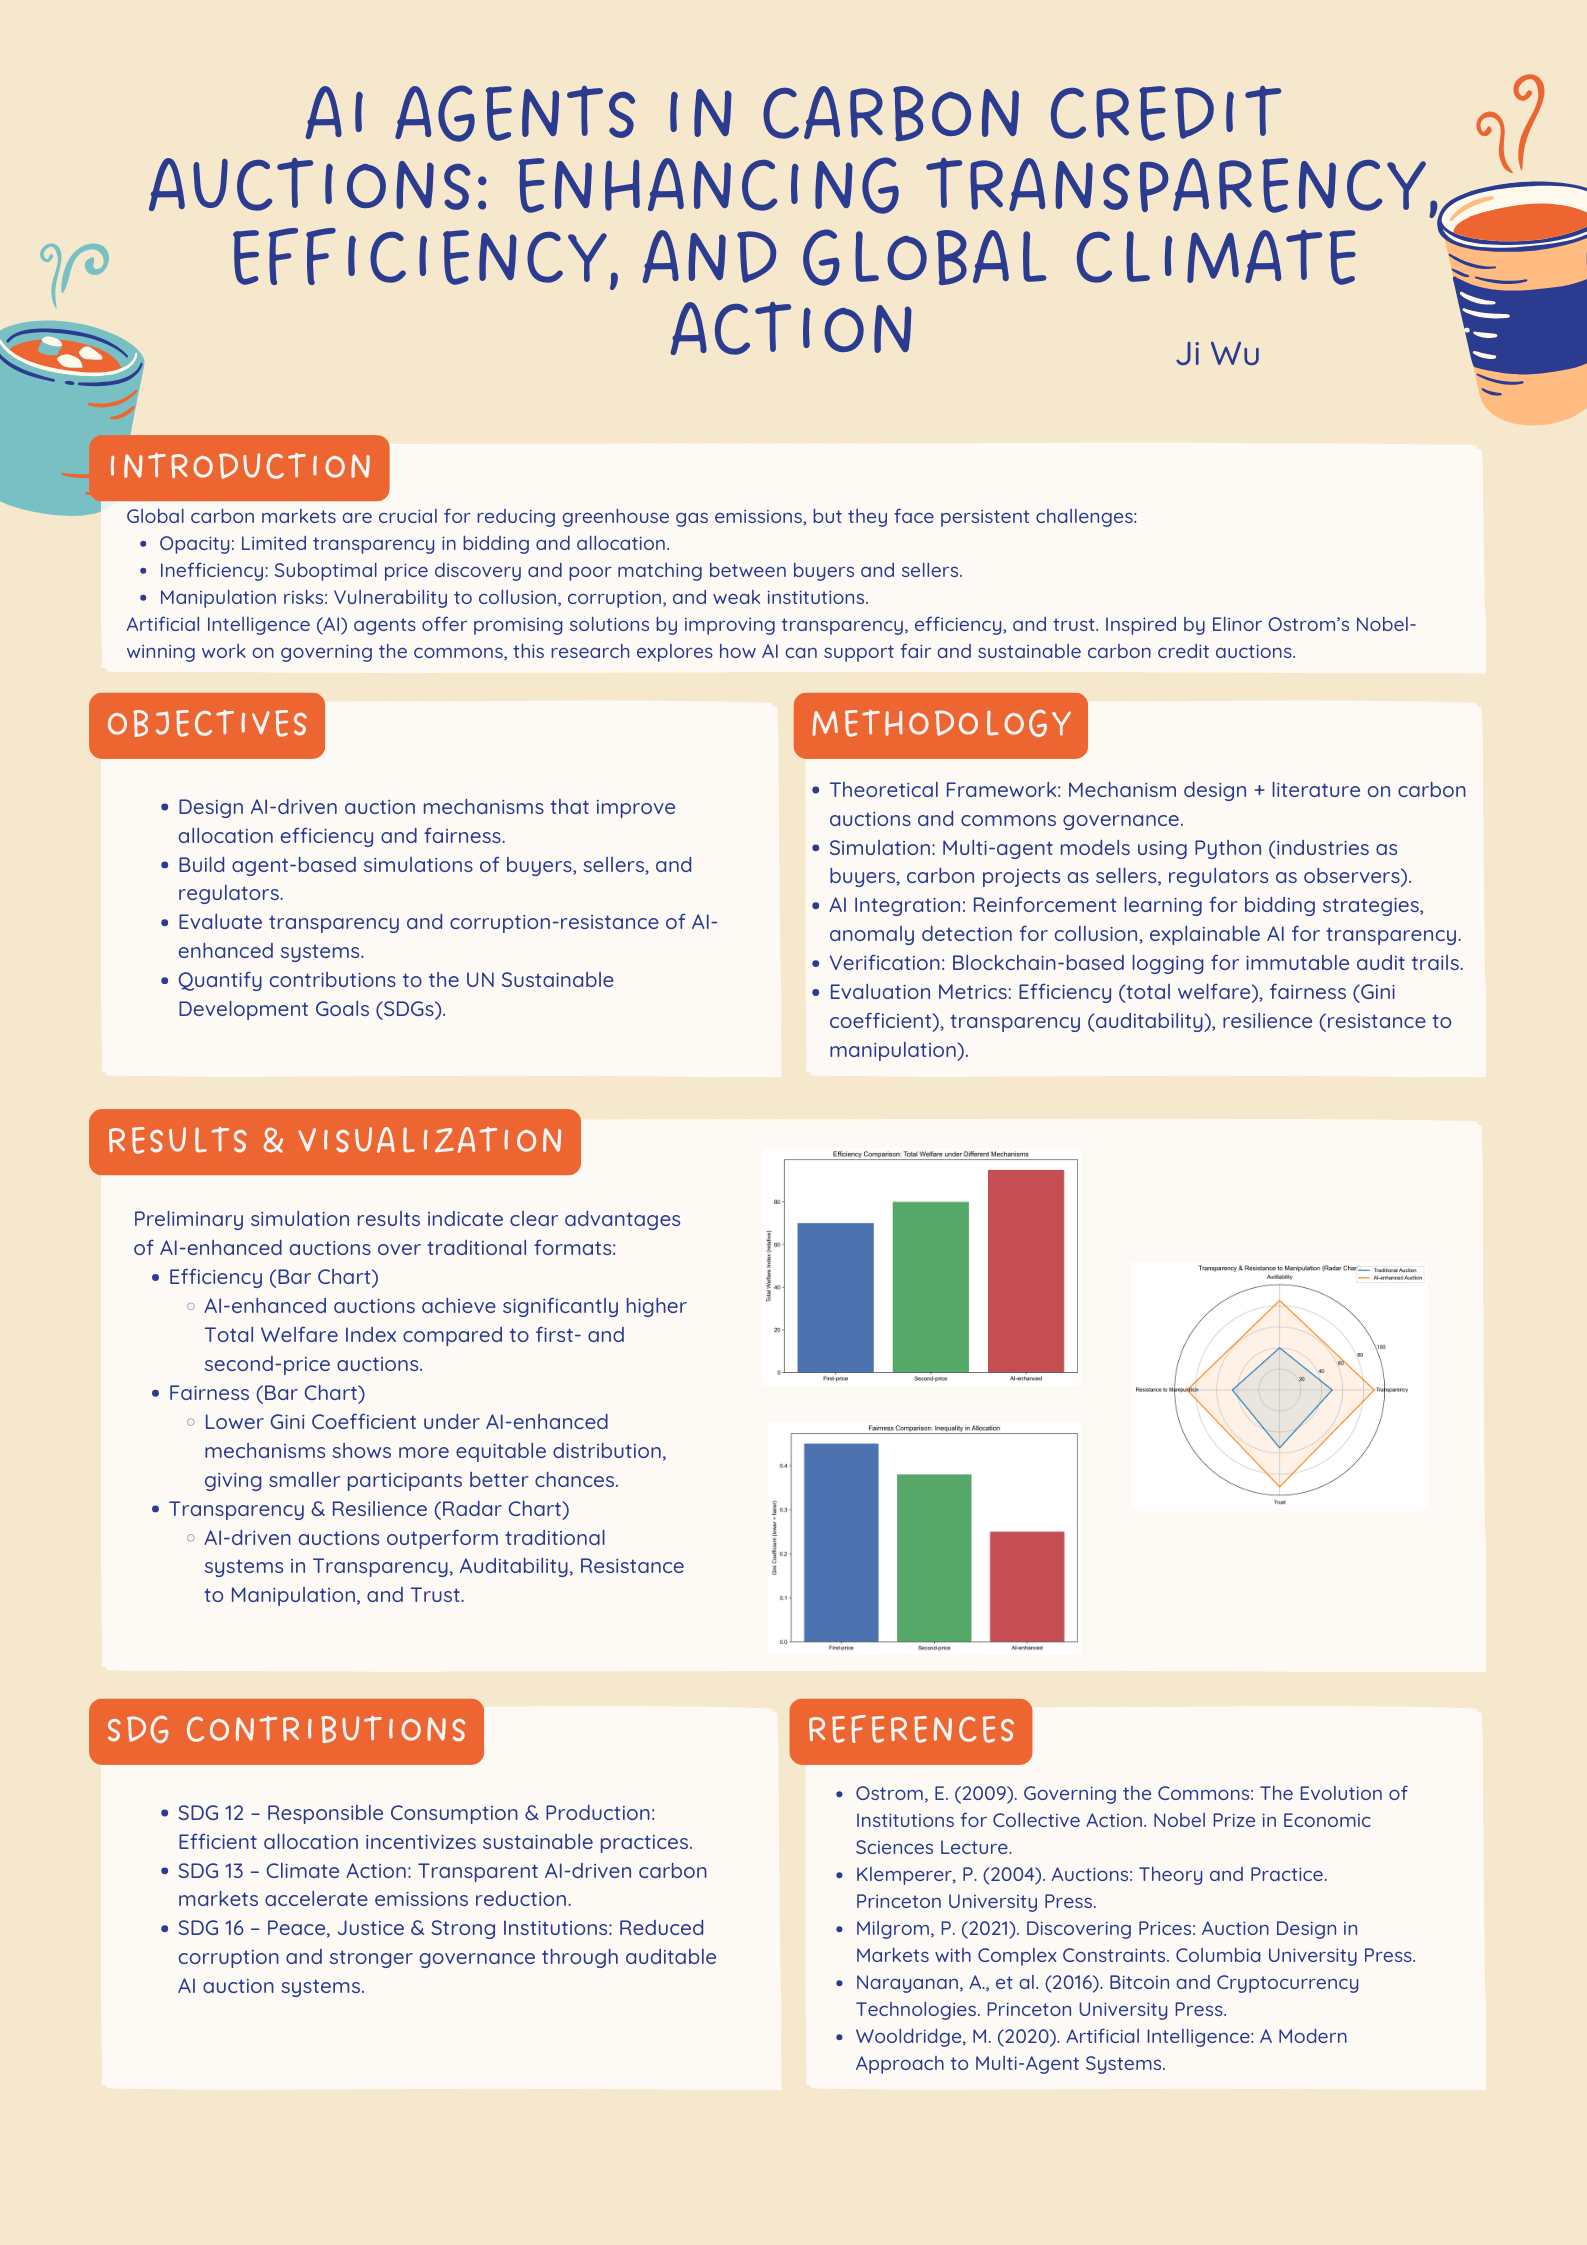 AI AGENTS IN CARBON CREDIT
AUCTIONS: ENHANCING TRANSPARENCY,
EFFICIENCY, AND GLOBAL CLIMATE
ACTION
Ji Wu
INTRODUCTION
Global carbon markets are crucial for reducing greenhouse gas emissions, but they face persistent challenges:
• Opacity: Limited transparency in bidding and allocation.
• Inefficiency: Suboptimal price discovery and poor matching between buyers and sellers.
• Manipulation risks: Vulnerability to collusion, corruption, and weak institutions.
Artificial Intelligence (AI) agents offer promising solutions by improving transparency, efficiency, and trust. Inspired by Elinor Ostrom's Nobel-
winning work on governing the commons, this research explores how AI can support fair and sustainable carbon credit auctions.
OBJECTIVES
• Design AI-driven auction mechanisms that improve
allocation efficiency and fairness.
• Build agent-based simulations of buyers, sellers, and
regulators.
• Evaluate transparency and corruption-resistance of AI-
enhanced systems.
• Quantify contributions to the UN Sustainable
Development Goals (SDGs).
METHODOLOGY
• Theoretical Framework: Mechanism design + literature on carbon
auctions and commons governance.
• Simulation: Multi-agent models using Python (industries as
buyers, carbon projects as sellers, regulators as observers).
• AI Integration: Reinforcement learning for bidding strategies,
anomaly detection for collusion, explainable AI for transparency.
• Verification: Blockchain-based logging for immutable audit trails.
• Evaluation Metrics: Efficiency (total welfare), fairness (Gini
coefficient), transparency (auditability), resilience (resistance to
manipulation).
RESULTS & VISUALIZATION
Preliminary simulation results indicate clear advantages
of AI-enhanced auctions over traditional formats:
• Efficiency (Bar Chart)
○ AI-enhanced auctions achieve significantly higher
Total Welfare Index compared to first- and
second-price auctions.
• Fairness (Bar Chart)
○ Lower Gini Coefficient under AI-enhanced
mechanisms shows more equitable distribution,
giving smaller participants better chances.
• Transparency & Resilience (Radar Chart)
○ AI-driven auctions outperform traditional
systems in Transparency, Auditability, Resistance
to Manipulation, and Trust.
Efficiency Comparison: Total Welfare under Different Mechanisms
Total Welfare Index (relative)
80
60
40
20
0
First-price Second-price AI-enhanced
Fairness Comparison: Inequality in Allocation
Gini Coefficient (lower = fairer)
0.4
0.3
0.2
0.1
0.0
First-price Second-price AI-enhanced
Transparency & Resistance to Manipulation (Radar Char
Traditional Auction
AI-enhanced Auction
Auditability
100
80
60
40
20
Resistance to Manipulation
Transparency
Trust
SDG CONTRIBUTIONS
• SDG 12 – Responsible Consumption & Production:
Efficient allocation incentivizes sustainable practices.
• SDG 13 – Climate Action: Transparent AI-driven carbon
markets accelerate emissions reduction.
• SDG 16 – Peace, Justice & Strong Institutions: Reduced
corruption and stronger governance through auditable
AI auction systems.
REFERENCES
• Ostrom, E. (2009). Governing the Commons: The Evolution of
Institutions for Collective Action. Nobel Prize in Economic
Sciences Lecture.
• Klemperer, P. (2004). Auctions: Theory and Practice.
Princeton University Press.
• Milgrom, P. (2021). Discovering Prices: Auction Design in
Markets with Complex Constraints. Columbia University Press.
• Narayanan, A., et al. (2016). Bitcoin and Cryptocurrency
Technologies. Princeton University Press.
• Wooldridge, M. (2020). Artificial Intelligence: A Modern
Approach to Multi-Agent Systems.